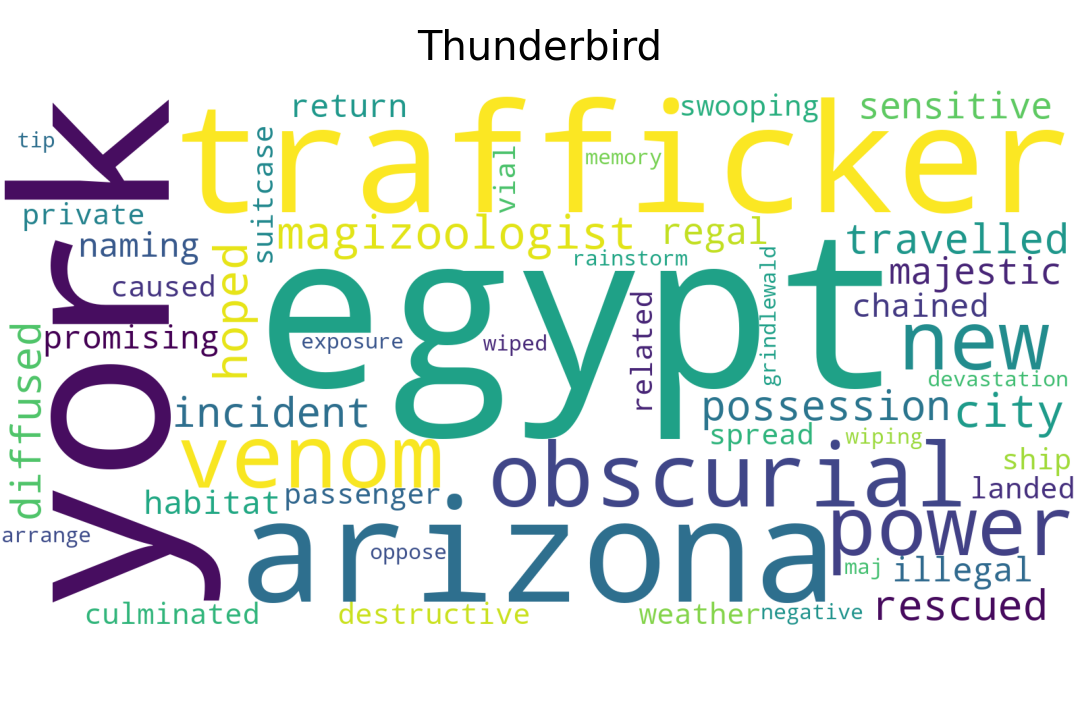 Thunderbird
york
trafficker
return
swooping
sensitive
tip
suitcase
vial
memory
private
magizoologist
regal
travelled
naming
hoped
egypt
rainstorm
grindlewald
majestic
caused
related
chained
promising
exposure
wiped
new
diffused
devastation
incident
possession
city
venom
spread
wiping
obscurial
ship
habitat
passenger
landed
arrange
arizona
oppose
power
maj
illegal
culminated
destructive
weather
negative
rescued